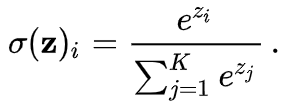 σ(𝐳)ᵢ = e^{zᵢ} / ∑_{j=1}^{K} e^{zⱼ} .